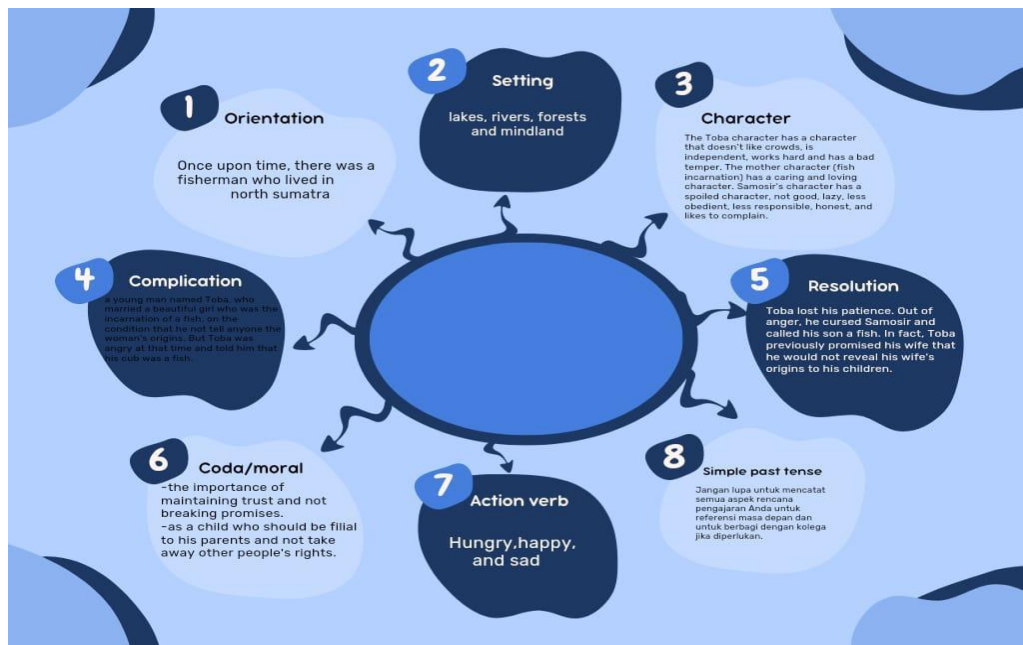 1
Orientation
Once upon time, there was a
fisherman who lived in
north sumatra
2
Setting
lakes, rivers, forests
and mindland
3
Character
The Toba character has a character
that doesn't like crowds, is
independent, works hard and has a bad
temper. The mother character (fish
incarnation) has a caring and loving
character. Samosir's character has a
spoiled character, not good, lazy, less
obedient, less responsible, honest, and
likes to complain.
4
Complication
a young man named Toba, who
married a beautiful girl who was the
incarnation of a fish, on the
condition that he not tell anyone the
woman's origins. But Toba was
angry at that time and told him that
his cub was a fish.
5
Resolution
Toba lost his patience. Out of
anger, he cursed Samosir and
called his son a fish. In fact, Toba
previously promised his wife that
he would not reveal his wife's
origins to his children.
6
Coda/moral
-the importance of
maintaining trust and not
breaking promises.
-as a child who should be filial
to his parents and not take
away other people's rights.
7
Action verb
Hungry,happy,
and sad
8
Simple past tense
Jangan lupa untuk mencatat
semua aspek rencana
pengajaran Anda untuk
referensi masa depan dan
untuk berbagi dengan kolega
jika diperlukan.